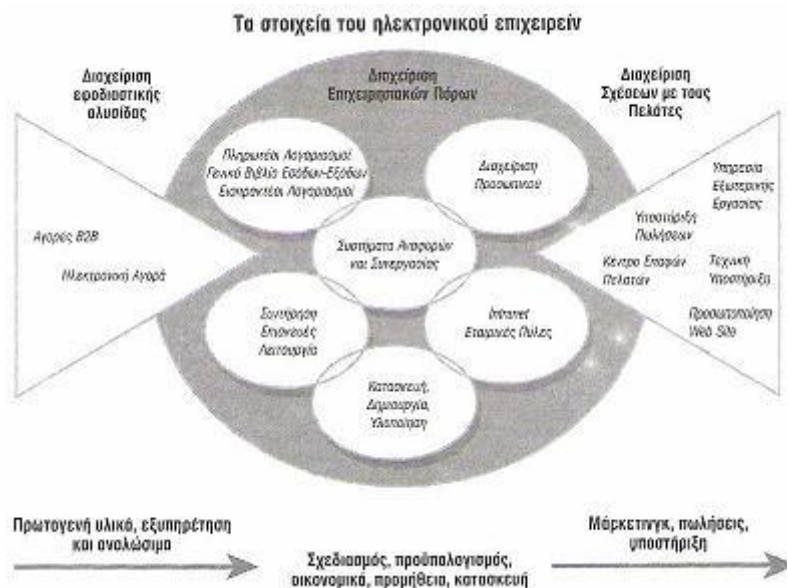 Τα στοιχεία του ηλεκτρονικού επιχειρείν
Διαχείριση
εφοδιαστικής
αλυσίδας
Διαχείριση
Επιχειρησιακών Πόρων
Διαχείριση
Σχέσεων με τους
Πελάτες
Πληρωτέοι Λογαριασμοί
Γενικό Βιβλίο Εσόδων-Εξόδων
Εισπρακτέοι Λογαριασμοί
Διαχείριση
Προσωπικού
Υπηρεσία
Εξωτερικής
Εργασίας
Υποστήριξη
Πωλήσεων
Αγορές B2B
Ηλεκτρονική Αγορά
Συστήματα Αναφορών
και Συνεργασίας
Κέντρο Επαφών
Πελατών
Τεχνική
Υποστήριξη
Συντήρηση
Επισκευές
Λειτουργία
Intranet
Εταιρικές Πύλες
Προσωποποίηση
Web Site
Κατασκευή,
Δημιουργία,
Υλοποίηση
Πρωτογενή υλικά, εξυπηρέτηση
και αναλώσιμα
Σχεδιασμός, προϋπολογισμός,
οικονομικά, προμήθεια, κατασκευή
Μάρκετινγκ, πωλήσεις,
υποστήριξη